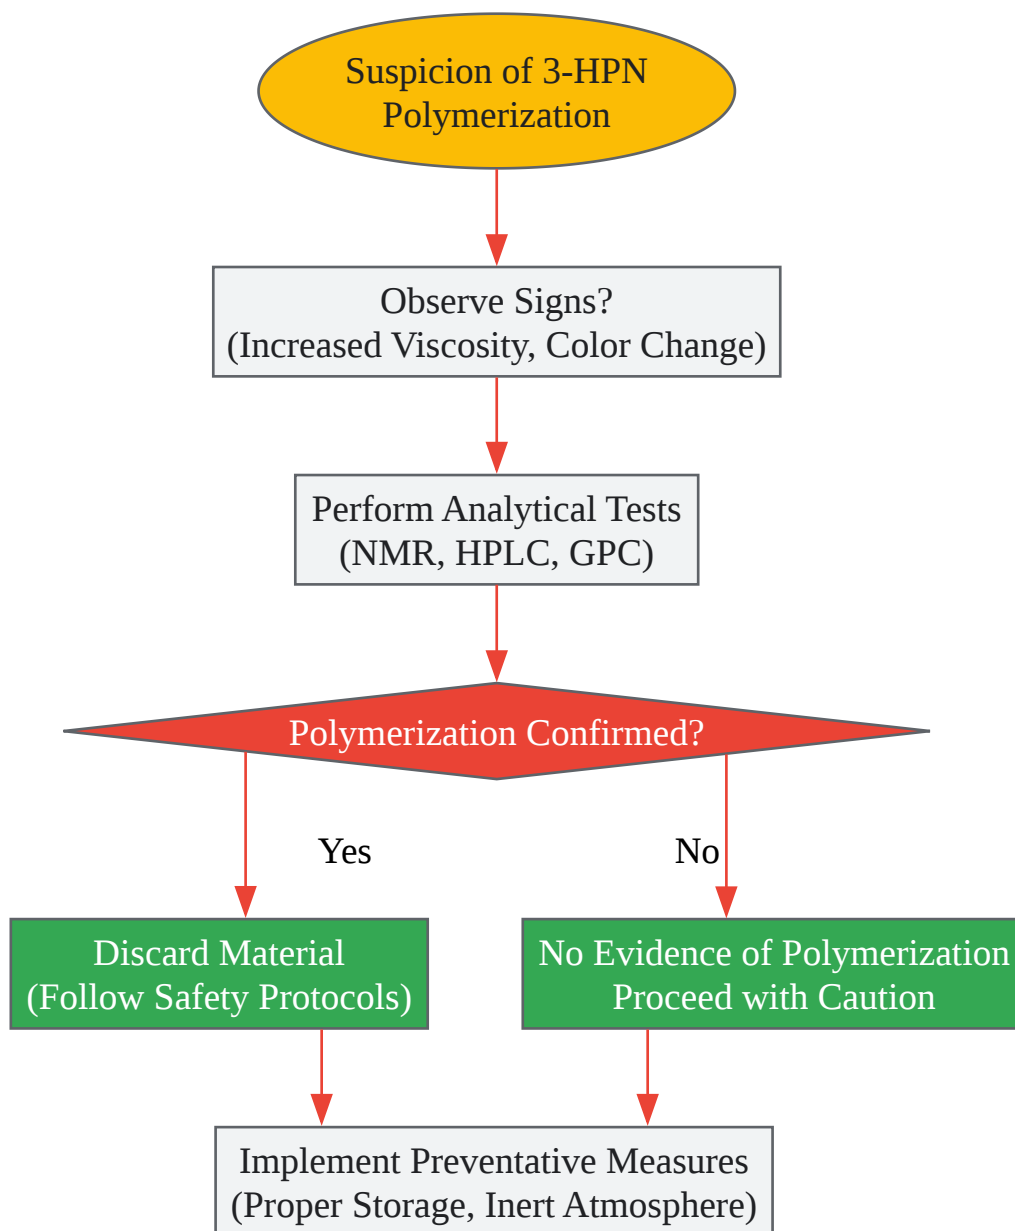 Suspicion of 3-HPN
Polymerization
Observe Signs?
(Increased Viscosity, Color Change)
Perform Analytical Tests
(NMR, HPLC, GPC)
Polymerization Confirmed?
Yes
No
Discard Material
(Follow Safety Protocols)
No Evidence of Polymerization
Proceed with Caution
Implement Preventative Measures
(Proper Storage, Inert Atmosphere)